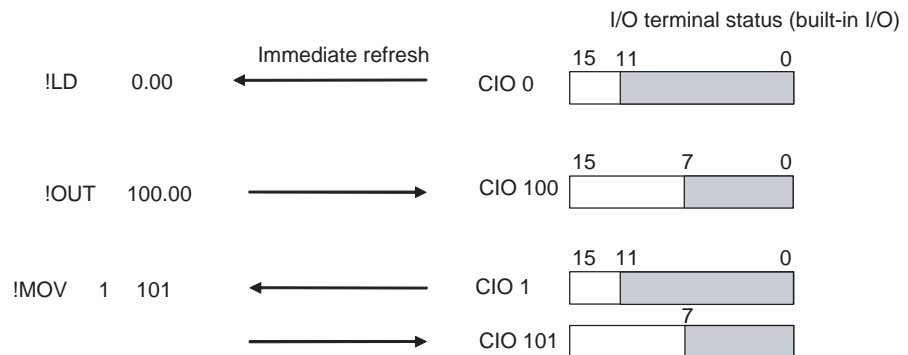 I/O terminal status (built-in I/O)
Immediate refresh
15 11 0
!LD 0.00
CIO 0
15 7 0
!OUT 100.00
CIO 100
15 11 0
!MOV 1 101
CIO 1
7
CIO 101